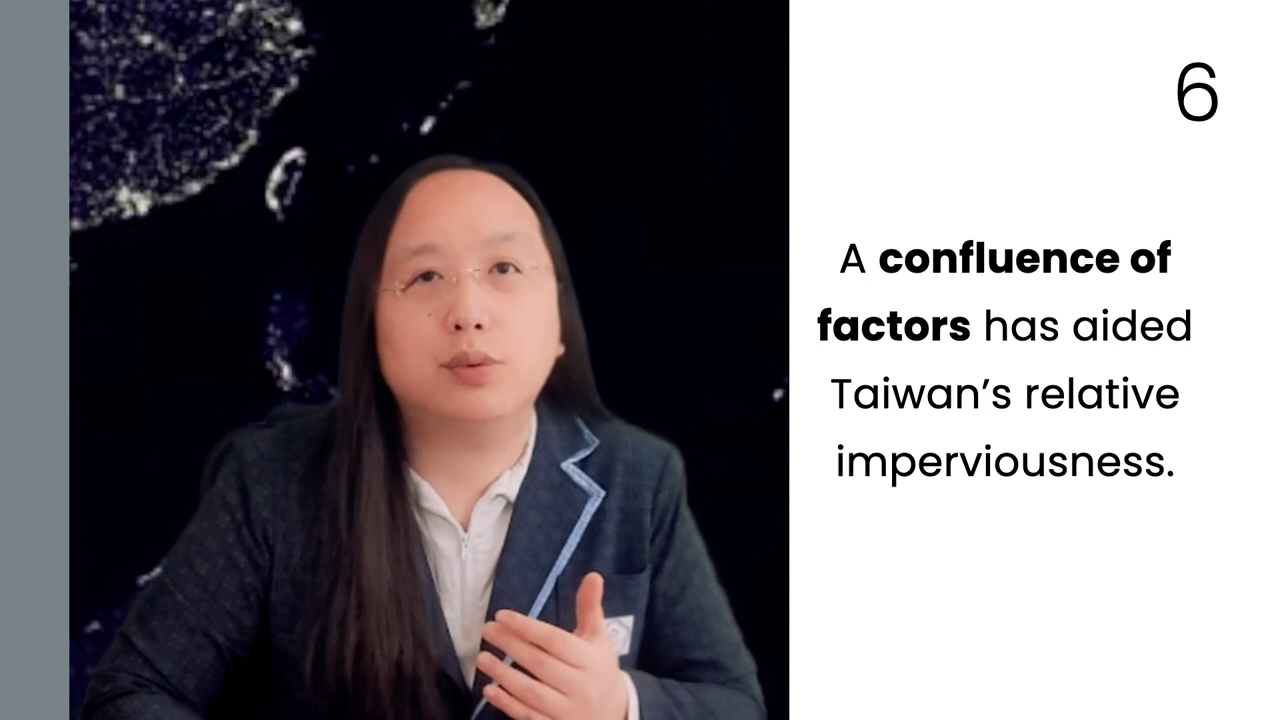 6
A confluence of
factors has aided
Taiwan’s relative
imperviousness.